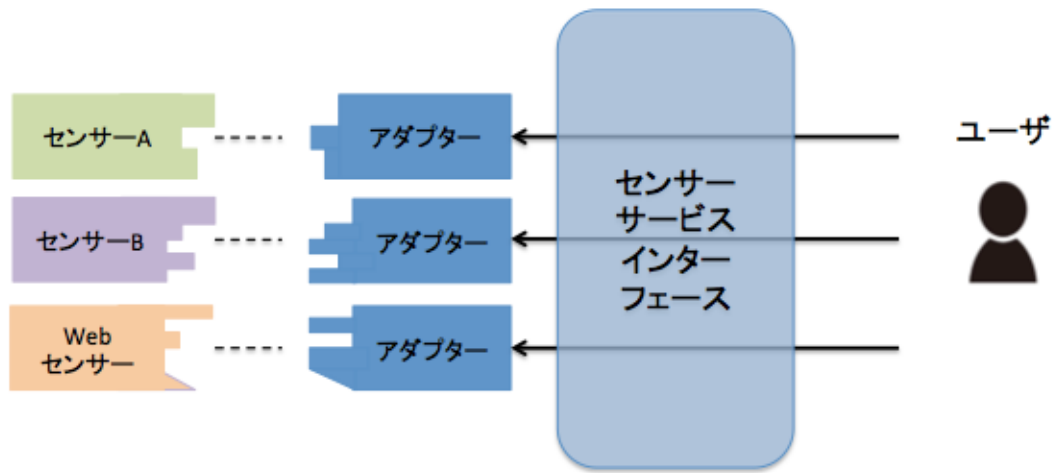 センサーA
アダプター
センサーB
アダプター
Web
センサー
アダプター
センサー
サービス
インター
フェース
ユーザ